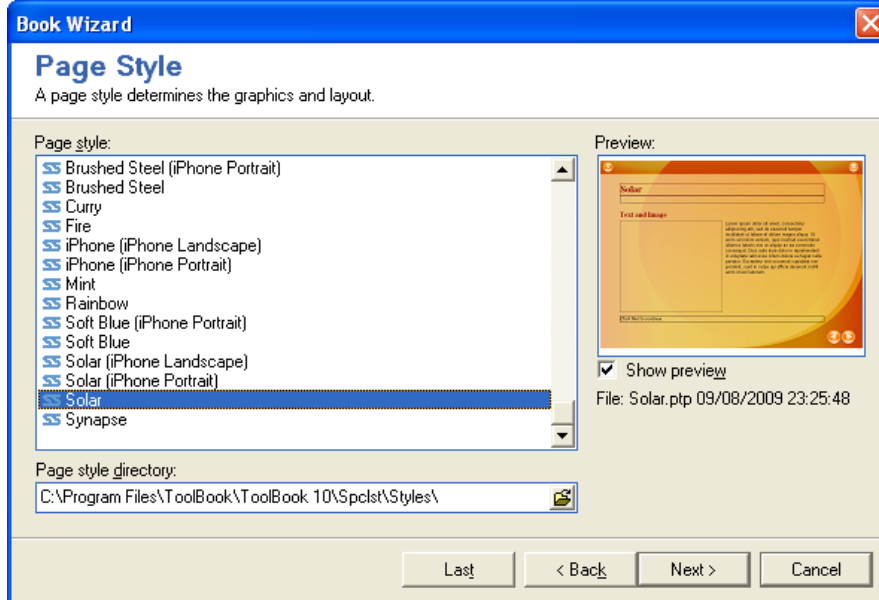 Book Wizard
Page Style
A page style determines the graphics and layout.
Page style:
Brushed Steel (iPhone Portrait)
Brushed Steel
Curry
Fire
iPhone (iPhone Landscape)
iPhone (iPhone Portrait)
Mint
Rainbow
Soft Blue (iPhone Portrait)
Soft Blue
Solar (iPhone Landscape)
Solar (iPhone Portrait)
Solar
Synapse
Page style directory:
C:\Program Files\ToolBook\ToolBook 10\Spclst\Styles\
Preview:
Solar
Text and Image
Show preview
File: Solar.ptp 09/08/2009 23:25:48
Last
< Back
Next >
Cancel